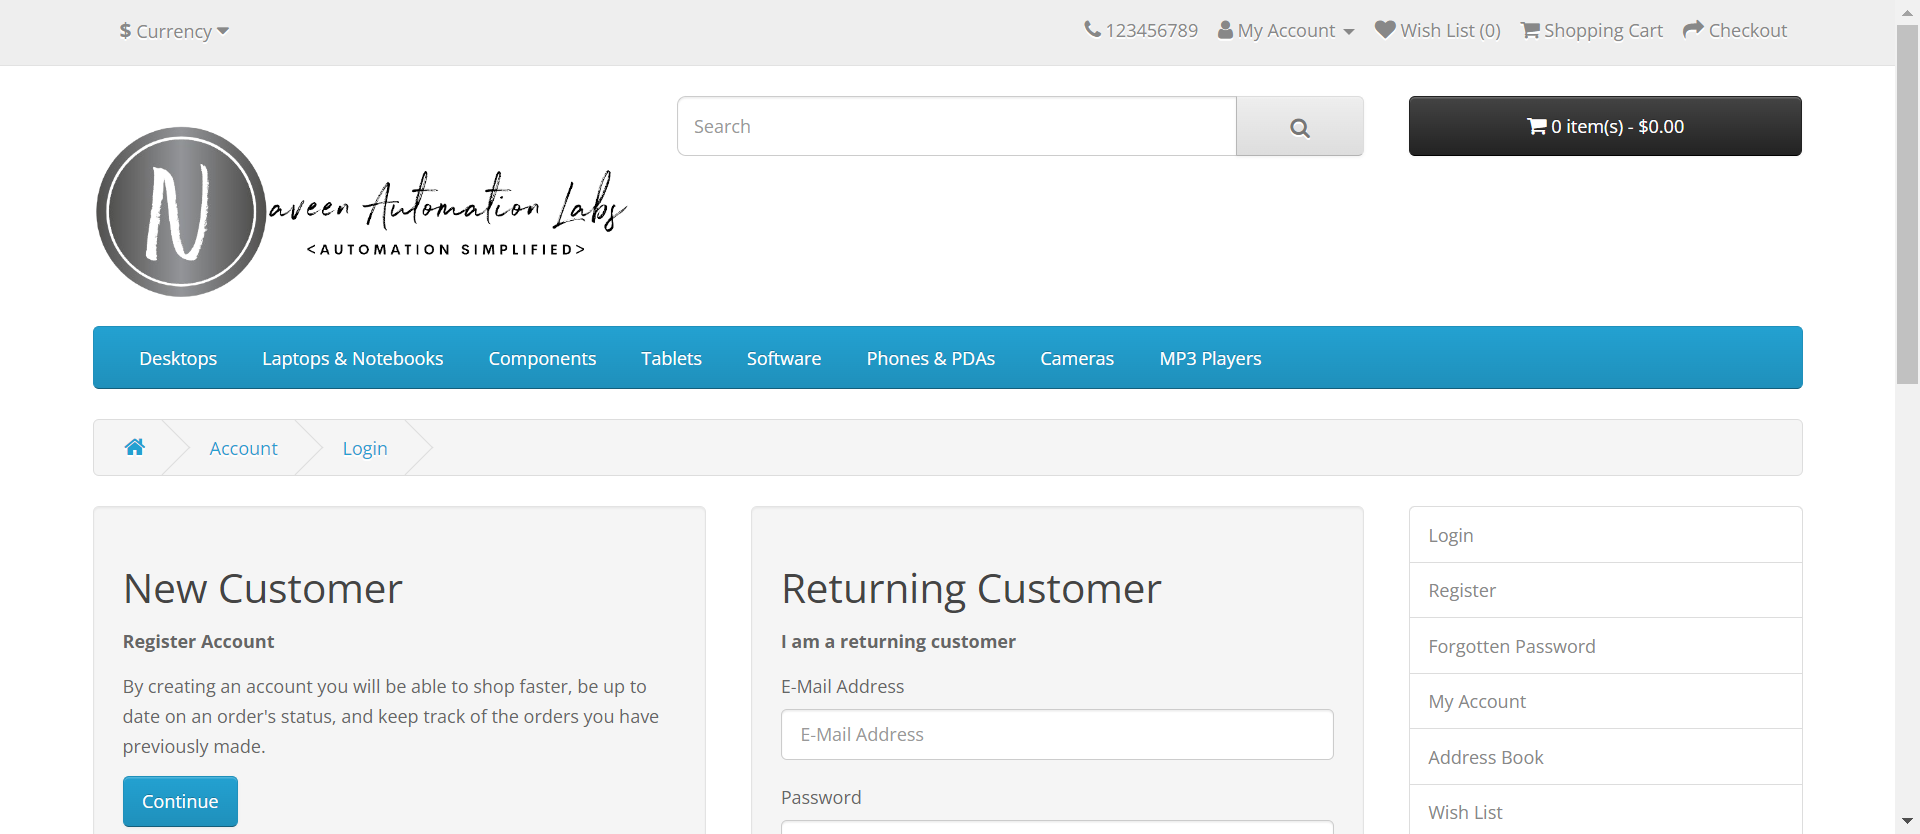 $ Currency
123456789 My Account Wish List (0) Shopping Cart Checkout
N
aveen Automation Labs
<AUTOMATION SIMPLIFIED>
Search
0 item(s) - $0.00
Desktops Laptops & Notebooks Components Tablets Software Phones & PDAs Cameras MP3 Players
Account Login
New Customer
Register Account
By creating an account you will be able to shop faster, be up to
date on an order's status, and keep track of the orders you have
previously made.
Continue
Returning Customer
I am a returning customer
E-Mail Address
E-Mail Address
Password
Login
Register
Forgotten Password
My Account
Address Book
Wish List